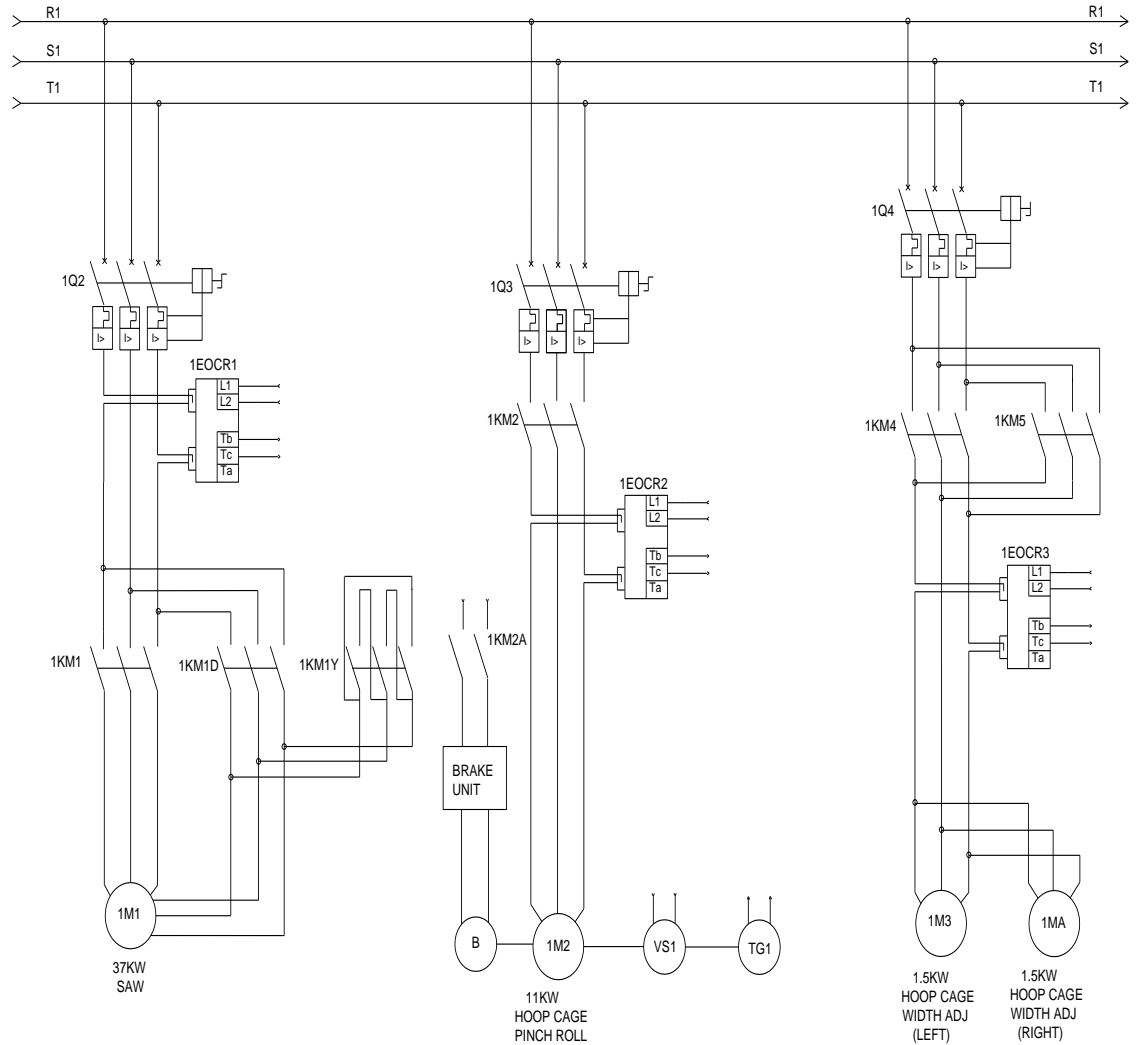 R1
R1
S1
S1
T1
T1
1Q4
I>
I>
I>
1Q2
I>
I>
I>
1Q3
I>
I>
I>
1EOCR1
L1
L2
Tb
Tc
Ta
1KM2
1KM4
1KM5
1EOCR2
L1
L2
Tb
Tc
Ta
1EOCR3
L1
L2
Tb
Tc
Ta
1KM1
1KM1D
1KM1Y
1KM2A
BRAKE
UNIT
1M1
B
1M2
VS1
TG1
1M3
1MA
37KW
SAW
11KW
HOOP CAGE
PINCH ROLL
1.5KW
HOOP CAGE
WIDTH ADJ
(LEFT)
1.5KW
HOOP CAGE
WIDTH ADJ
(RIGHT)